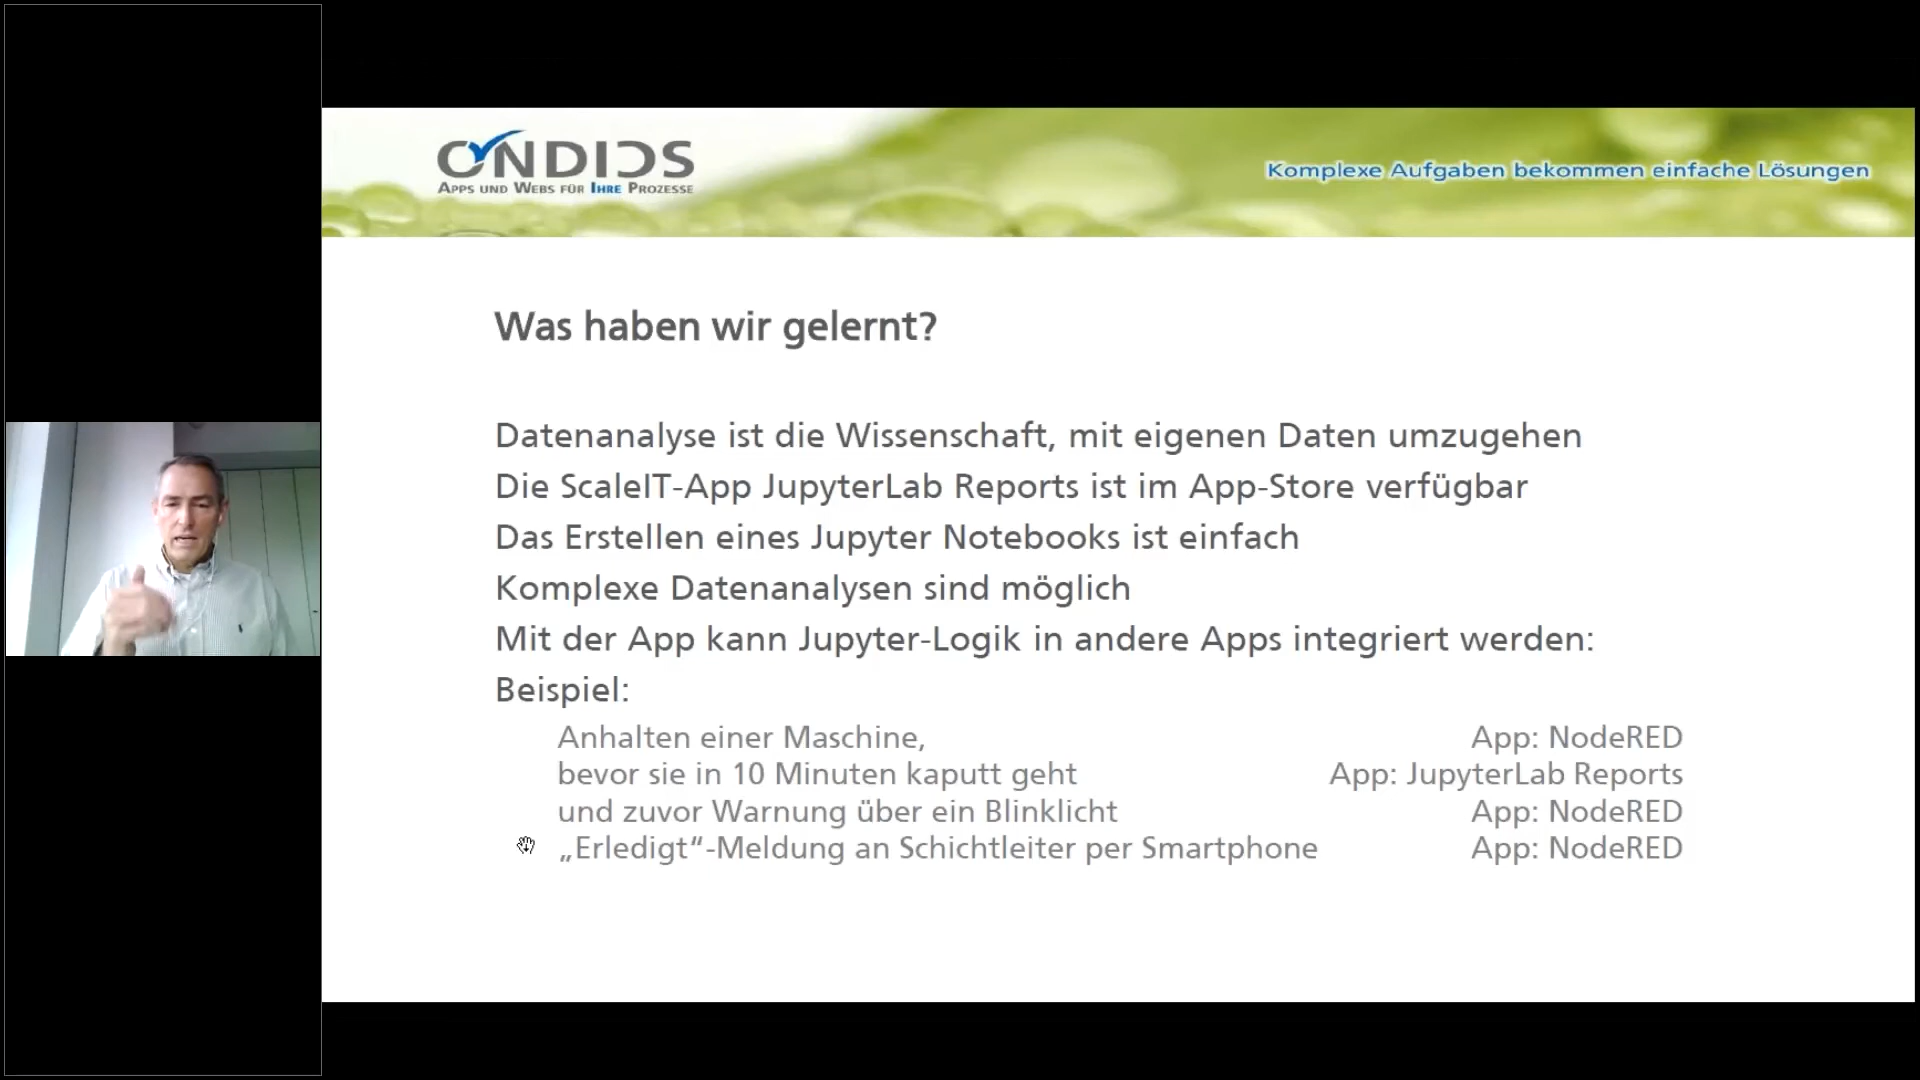 ONDICS
APPS UND WEBS FÜR IHRE PROZESSE
Komplexe Aufgaben bekommen einfache Lösungen
Was haben wir gelernt?
Datenanalyse ist die Wissenschaft, mit eigenen Daten umzugehen
Die ScaleIT-App JupyterLab Reports ist im App-Store verfügbar
Das Erstellen eines Jupyter Notebooks ist einfach
Komplexe Datenanalysen sind möglich
Mit der App kann Jupyter-Logik in andere Apps integriert werden:
Beispiel:
Anhalten einer Maschine, App: NodeRED
bevor sie in 10 Minuten kaputt geht App: JupyterLab Reports
und zuvor Warnung über ein Blinklicht App: NodeRED
„Erledigt“-Meldung an Schichtleiter per Smartphone App: NodeRED